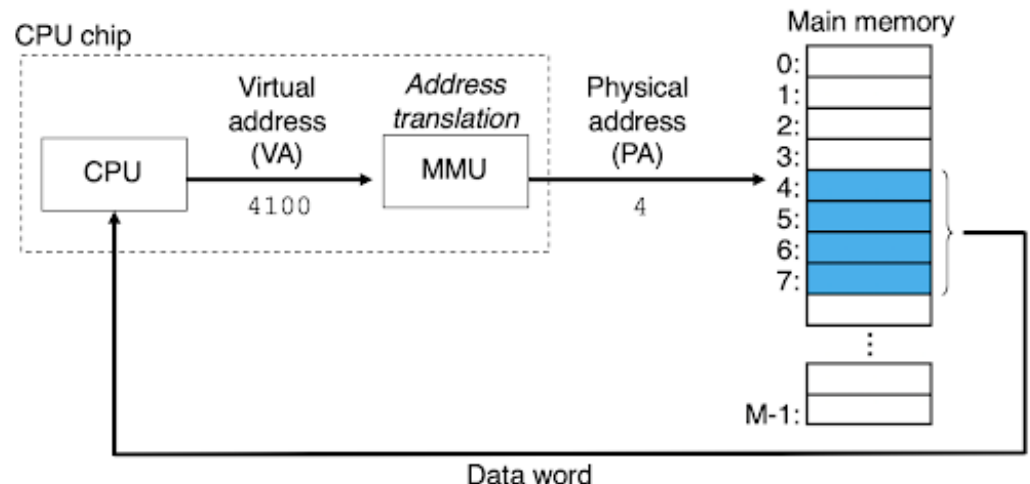 CPU chip
Virtual
address
(VA)
Address
translation
Physical
address
(PA)
Main memory
CPU
MMU
4100
4
0:
1:
2:
3:
4:
5:
6:
7:
M-1:
Data word